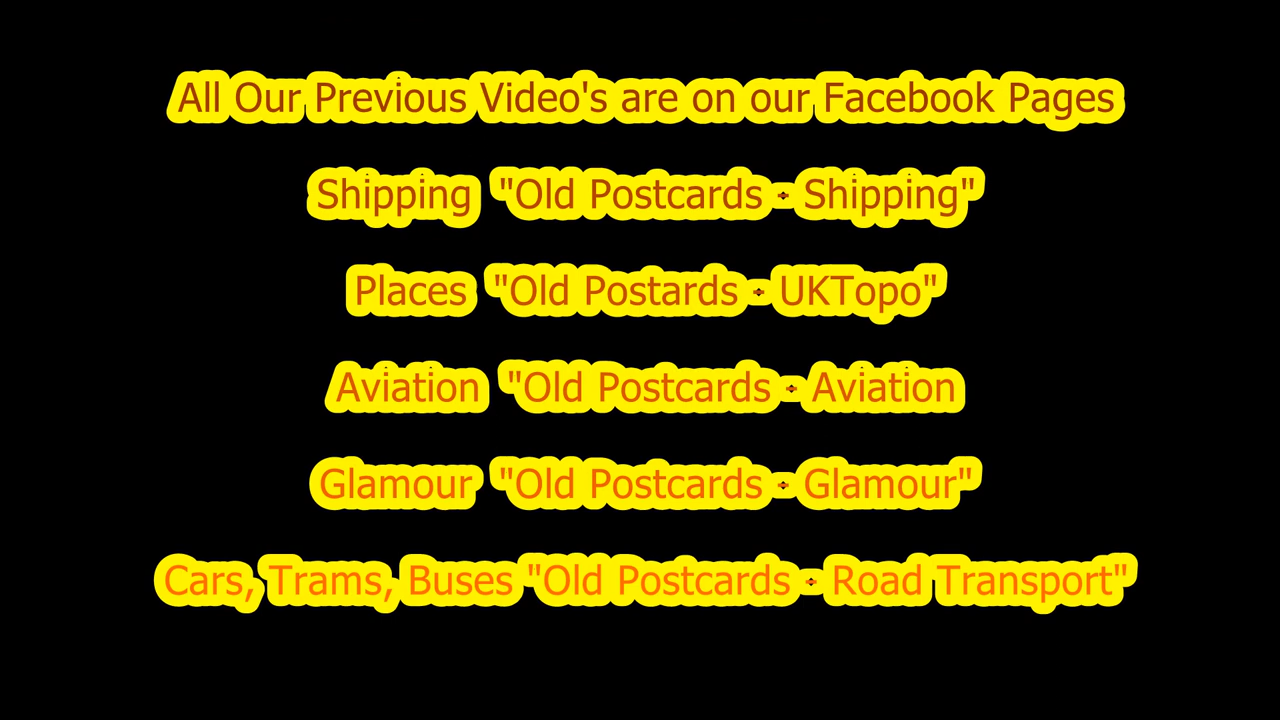 All Our Previous Video's are on our Facebook Pages
Shipping "Old Postcards - Shipping"
Places "Old Postards - UKTopo"
Aviation "Old Postcards - Aviation
Glamour "Old Postcards - Glamour"
Cars, Trams, Buses "Old Postcards - Road Transport"